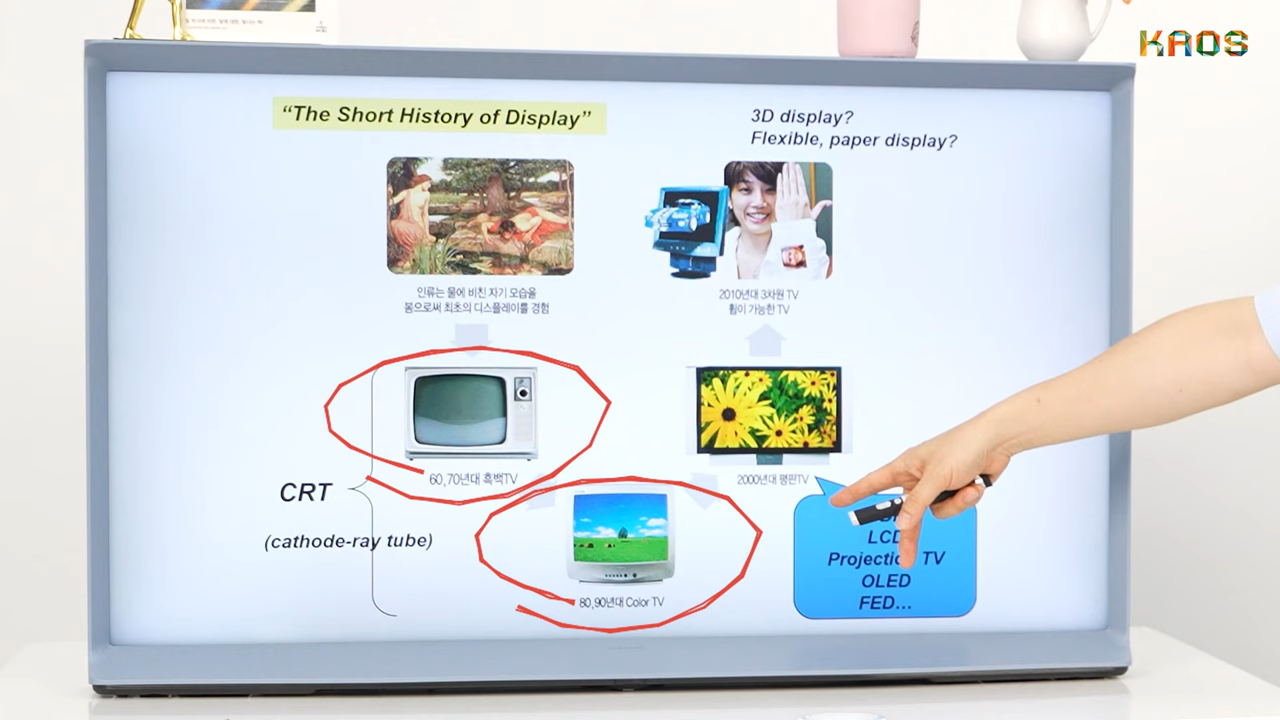 KAOS
"The Short History of Display"
3D display?
Flexible, paper display?
인류는 물에 비친 자기 모습을
봄으로써 최초의 디스플레이를 경험
2010년대 3차원 TV
휨이 가능한 TV
60,70년대 흑백TV
2000년대 평판TV
CRT
(cathode-ray tube)
80,90년대 Color TV
LCD
Projection TV
OLED
FED...